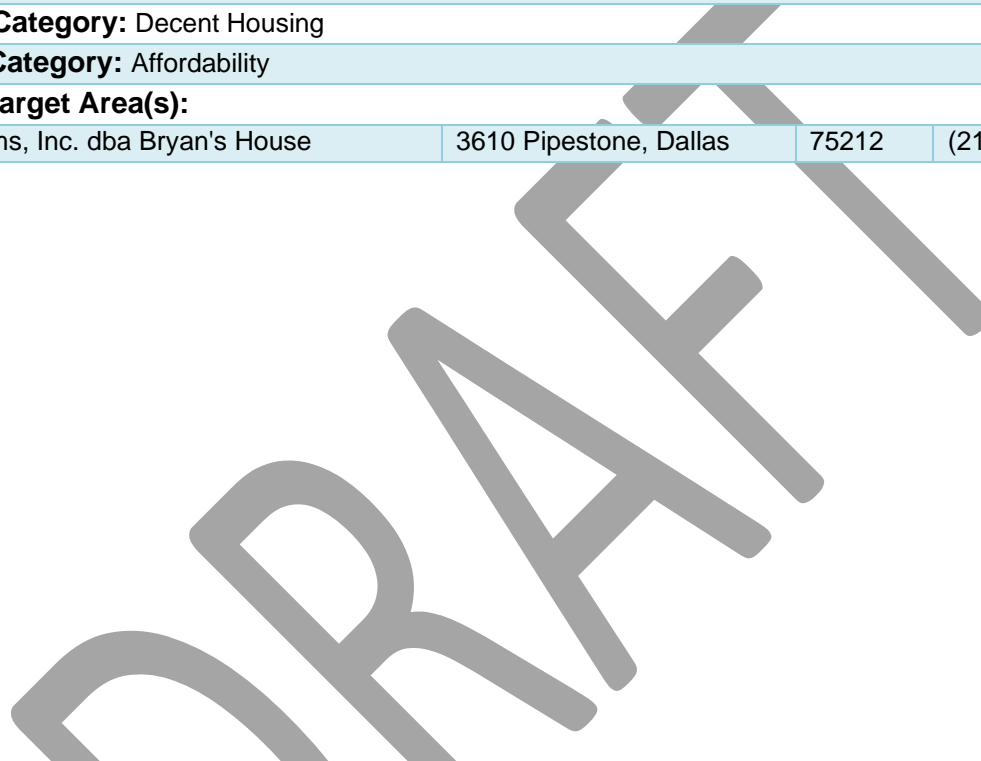 Category: Decent Housing
Category: Affordability
arget Area(s):
ns, Inc. dba Bryan's House 3610 Pipestone, Dallas 75212 (21
DRAFT